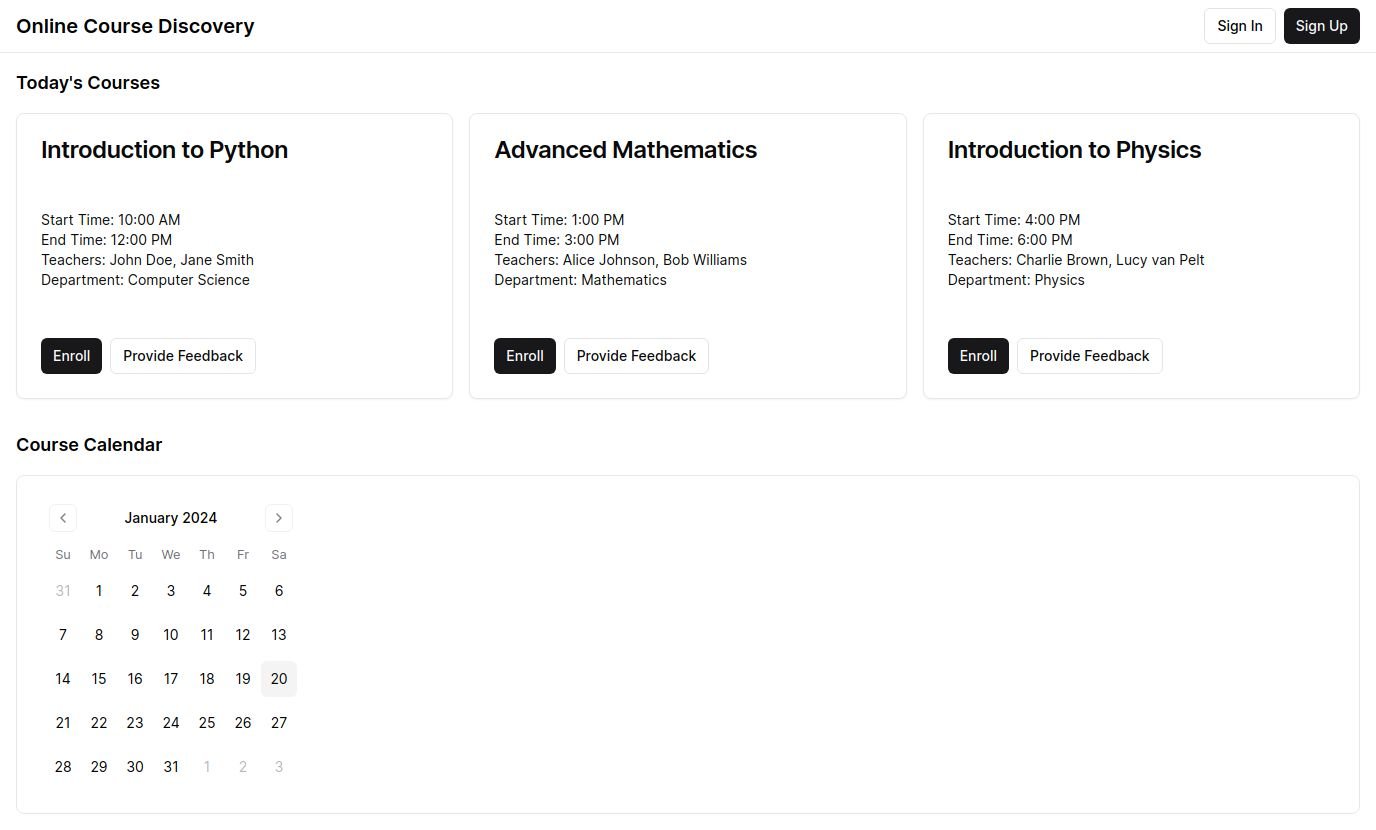 Online Course Discovery
Sign In
Sign Up
Today's Courses
Introduction to Python
Start Time: 10:00 AM
End Time: 12:00 PM
Teachers: John Doe, Jane Smith
Department: Computer Science
Enroll
Provide Feedback
Advanced Mathematics
Start Time: 1:00 PM
End Time: 3:00 PM
Teachers: Alice Johnson, Bob Williams
Department: Mathematics
Enroll
Provide Feedback
Introduction to Physics
Start Time: 4:00 PM
End Time: 6:00 PM
Teachers: Charlie Brown, Lucy van Pelt
Department: Physics
Enroll
Provide Feedback
Course Calendar
January 2024
Su Mo Tu We Th Fr Sa
31 1 2 3 4 5 6
7 8 9 10 11 12 13
14 15 16 17 18 19 20
21 22 23 24 25 26 27
28 29 30 31 1 2 3